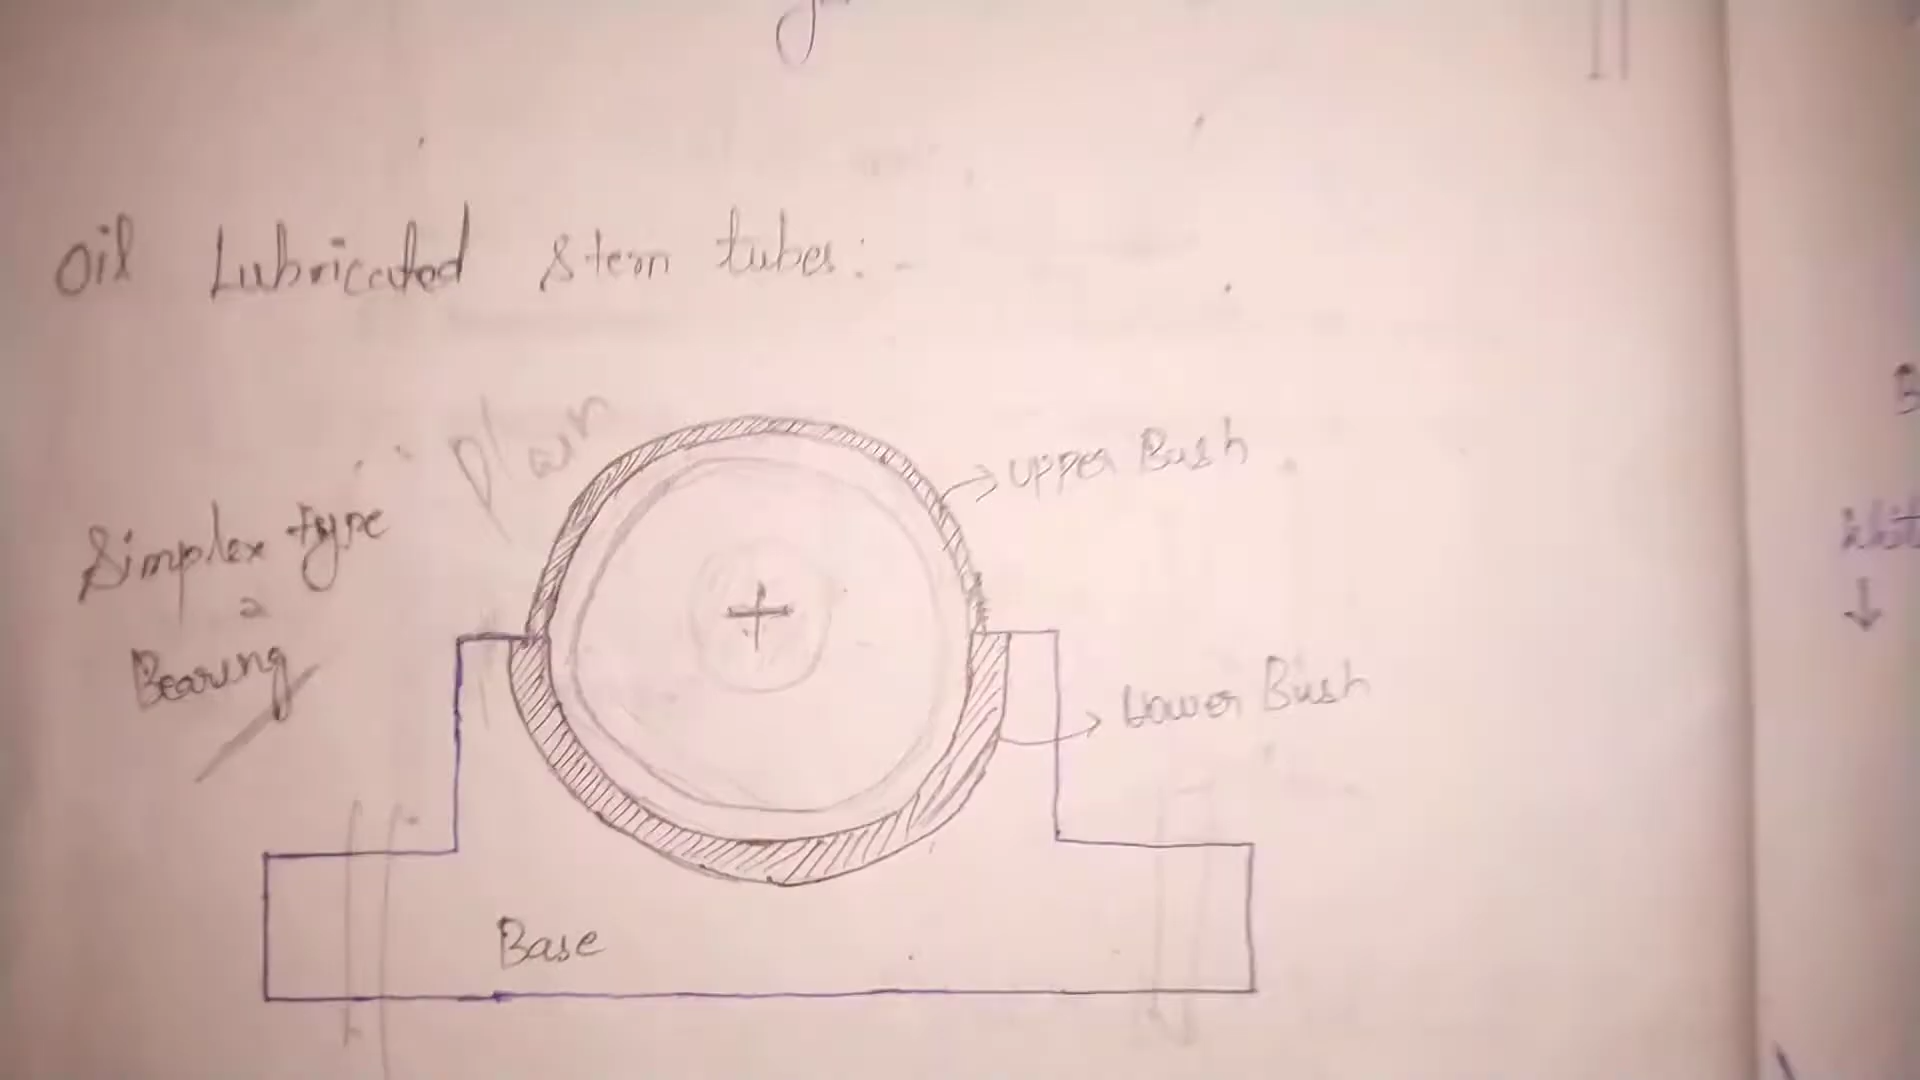 Oil Lubricated Stern tubes:-
plain
Upper Bush
Simplex type
Bearing
Lower Bush
Base